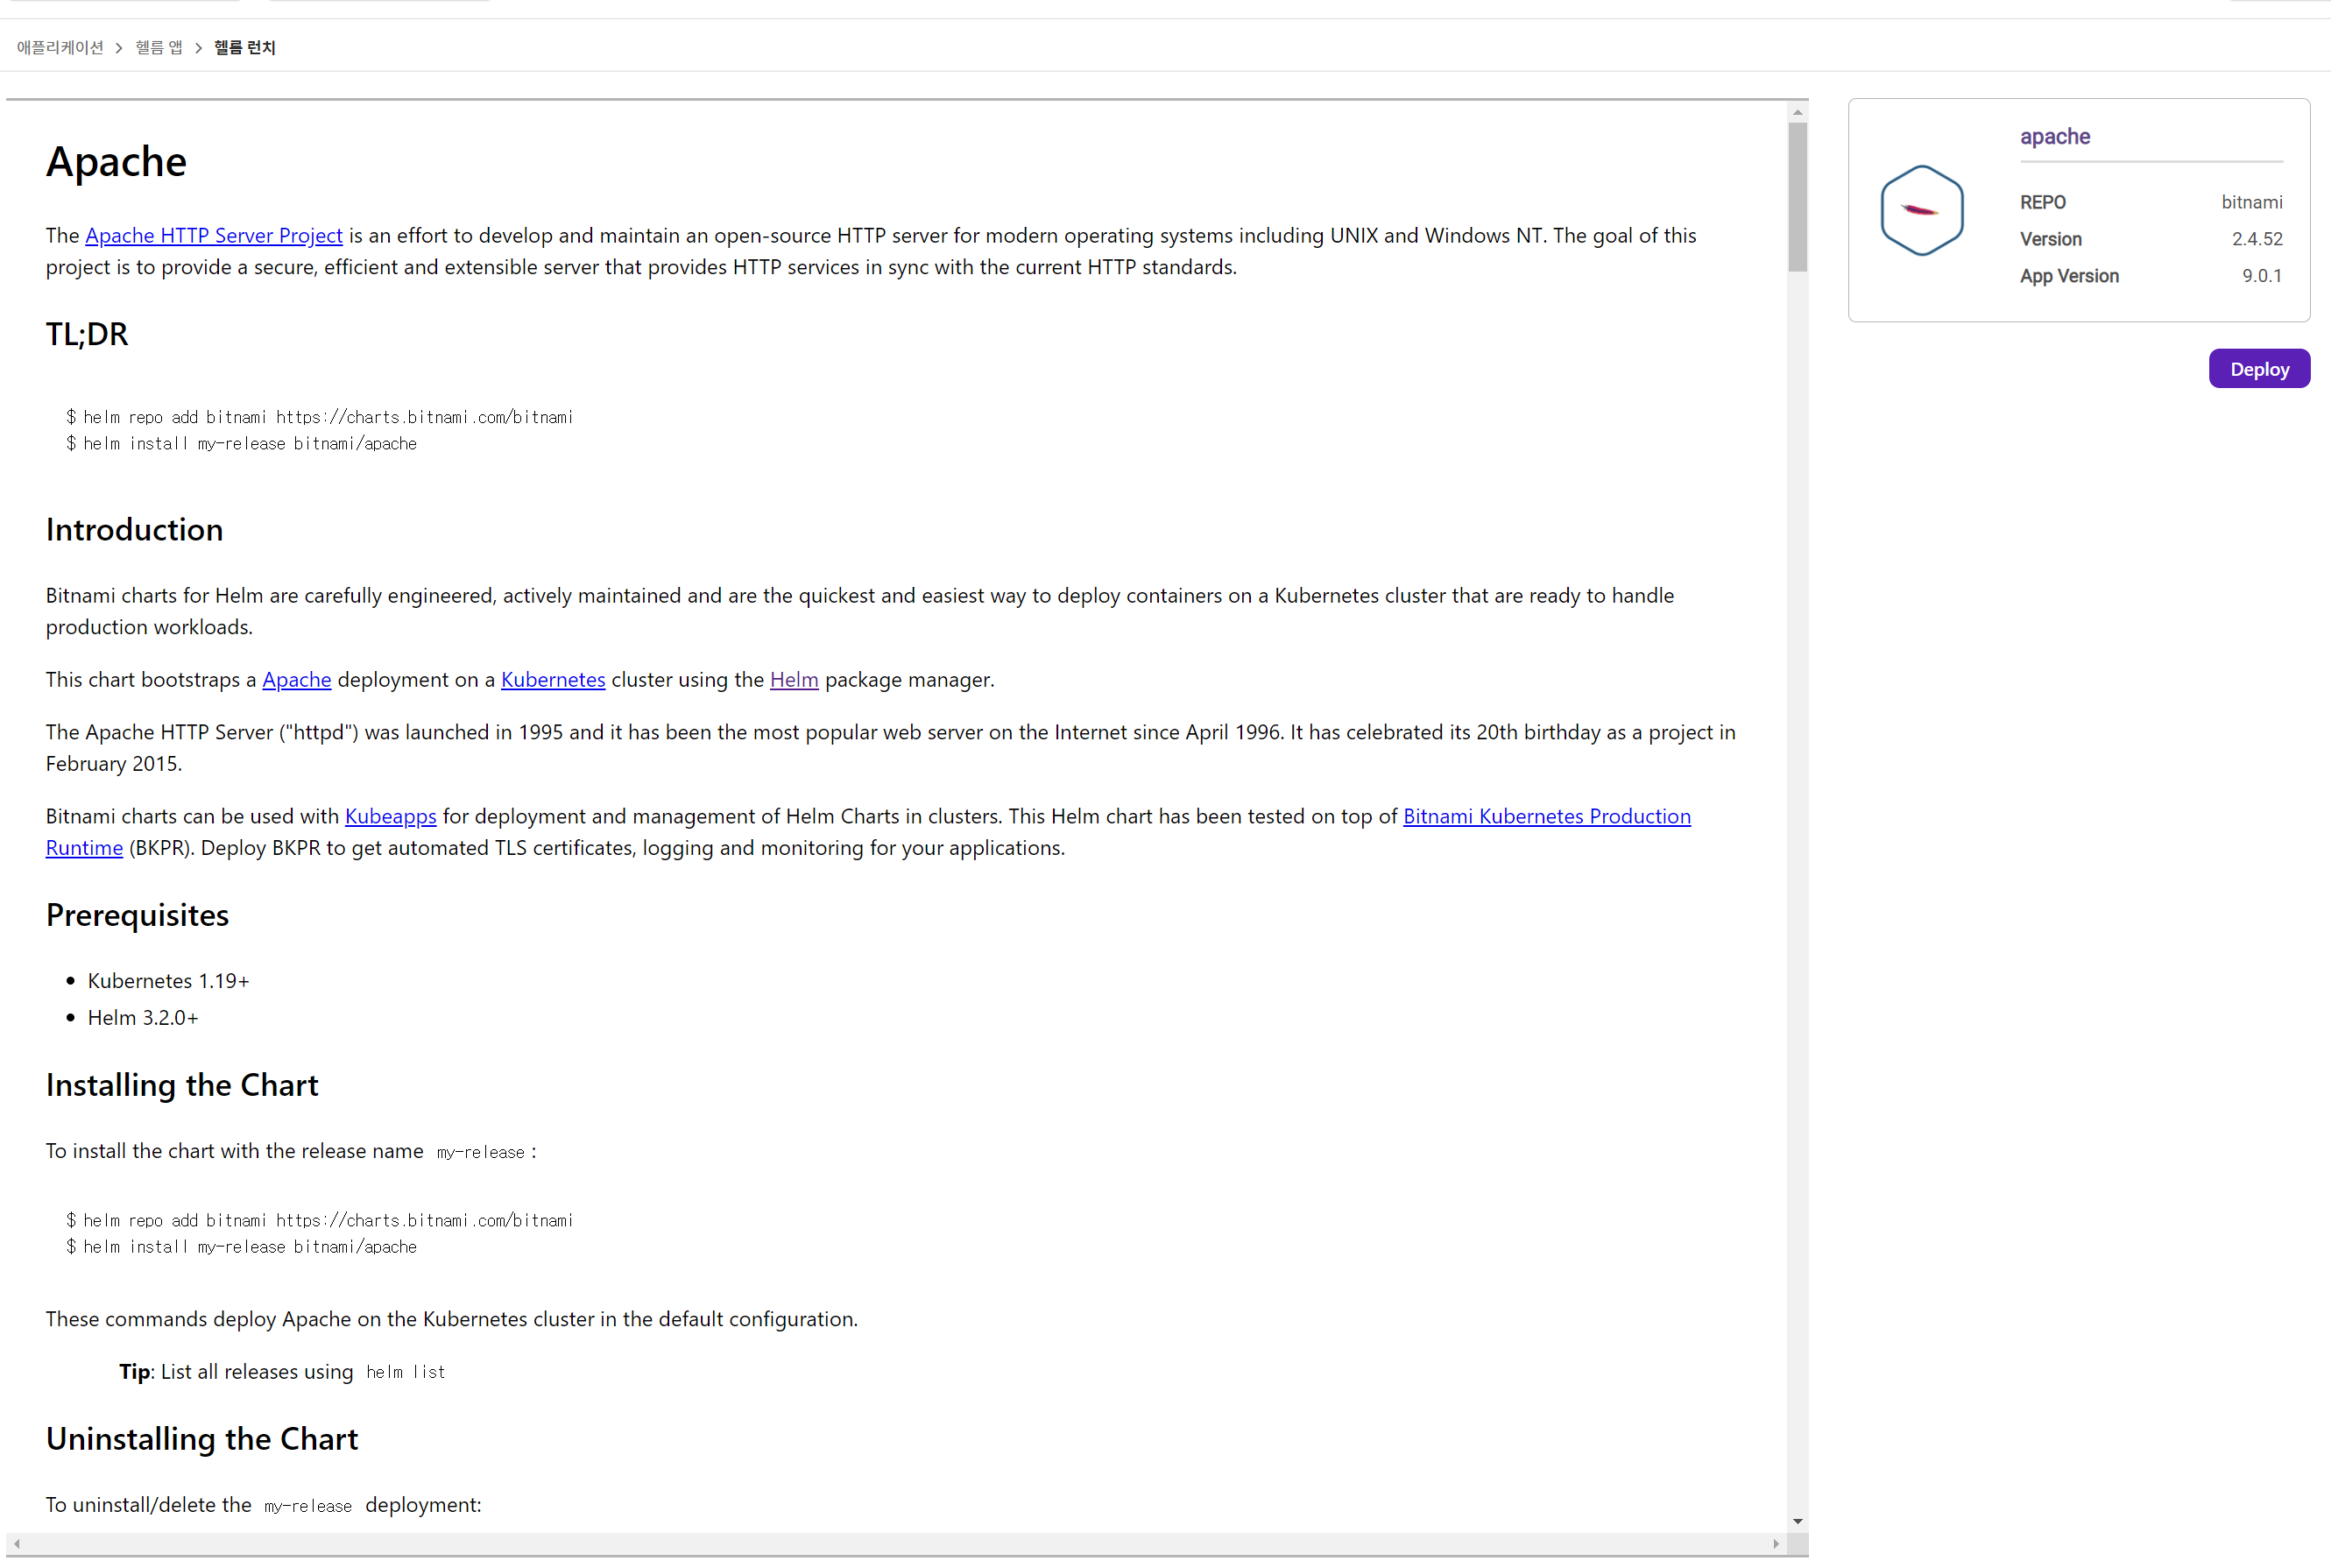 애플리케이션 > 헬름 앱 > 헬름 런치
Apache
The Apache HTTP Server Project is an effort to develop and maintain an open-source HTTP server for modern operating systems including UNIX and Windows NT. The goal of this
project is to provide a secure, efficient and extensible server that provides HTTP services in sync with the current HTTP standards.
TL;DR
$ helm repo add bitnami https://charts.bitnami.com/bitnami
$ helm install my-release bitnami/apache
Introduction
Bitnami charts for Helm are carefully engineered, actively maintained and are the quickest and easiest way to deploy containers on a Kubernetes cluster that are ready to handle
production workloads.
This chart bootstraps a Apache deployment on a Kubernetes cluster using the Helm package manager.
The Apache HTTP Server ("httpd") was launched in 1995 and it has been the most popular web server on the Internet since April 1996. It has celebrated its 20th birthday as a project in
February 2015.
Bitnami charts can be used with Kubeapps for deployment and management of Helm Charts in clusters. This Helm chart has been tested on top of Bitnami Kubernetes Production
Runtime (BKPR). Deploy BKPR to get automated TLS certificates, logging and monitoring for your applications.
Prerequisites
• Kubernetes 1.19+
• Helm 3.2.0+
Installing the Chart
To install the chart with the release name my-release :
$ helm repo add bitnami https://charts.bitnami.com/bitnami
$ helm install my-release bitnami/apache
These commands deploy Apache on the Kubernetes cluster in the default configuration.
Tip: List all releases using helm list
Uninstalling the Chart
To uninstall/delete the my-release deployment:
apache
REPO bitnami
Version 2.4.52
App Version 9.0.1
Deploy